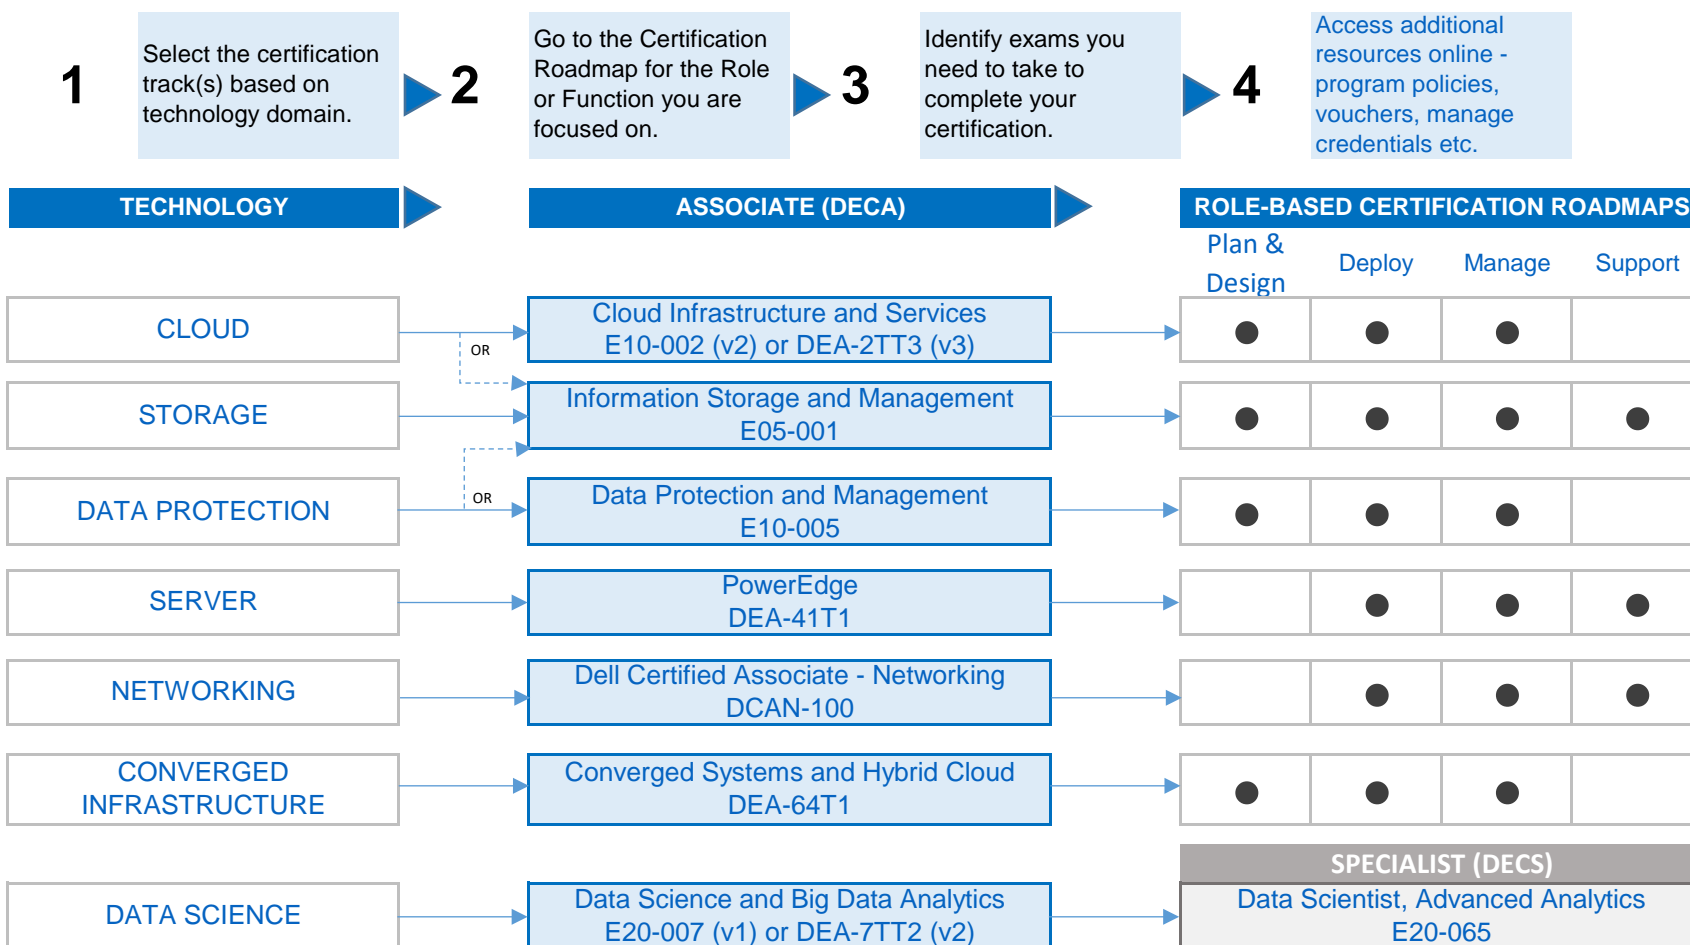 1
Select the certification
track(s) based on
technology domain.
2
Go to the Certification
Roadmap for the Role
or Function you are
focused on.
3
Identify exams you
need to take to
complete your
certification.
4
Access additional
resources online -
program policies,
vouchers, manage
credentials etc.
TECHNOLOGY
ASSOCIATE (DECA)
ROLE-BASED CERTIFICATION ROADMAPS
Plan &
Design
Deploy
Manage
Support
CLOUD
OR
Cloud Infrastructure and Services
E10-002 (v2) or DEA-2TT3 (v3)
STORAGE
Information Storage and Management
E05-001
DATA PROTECTION
OR
Data Protection and Management
E10-005
SERVER
PowerEdge
DEA-41T1
NETWORKING
Dell Certified Associate - Networking
DCAN-100
CONVERGED
INFRASTRUCTURE
Converged Systems and Hybrid Cloud
DEA-64T1
SPECIALIST (DECS)
DATA SCIENCE
Data Science and Big Data Analytics
E20-007 (v1) or DEA-7TT2 (v2)
Data Scientist, Advanced Analytics
E20-065